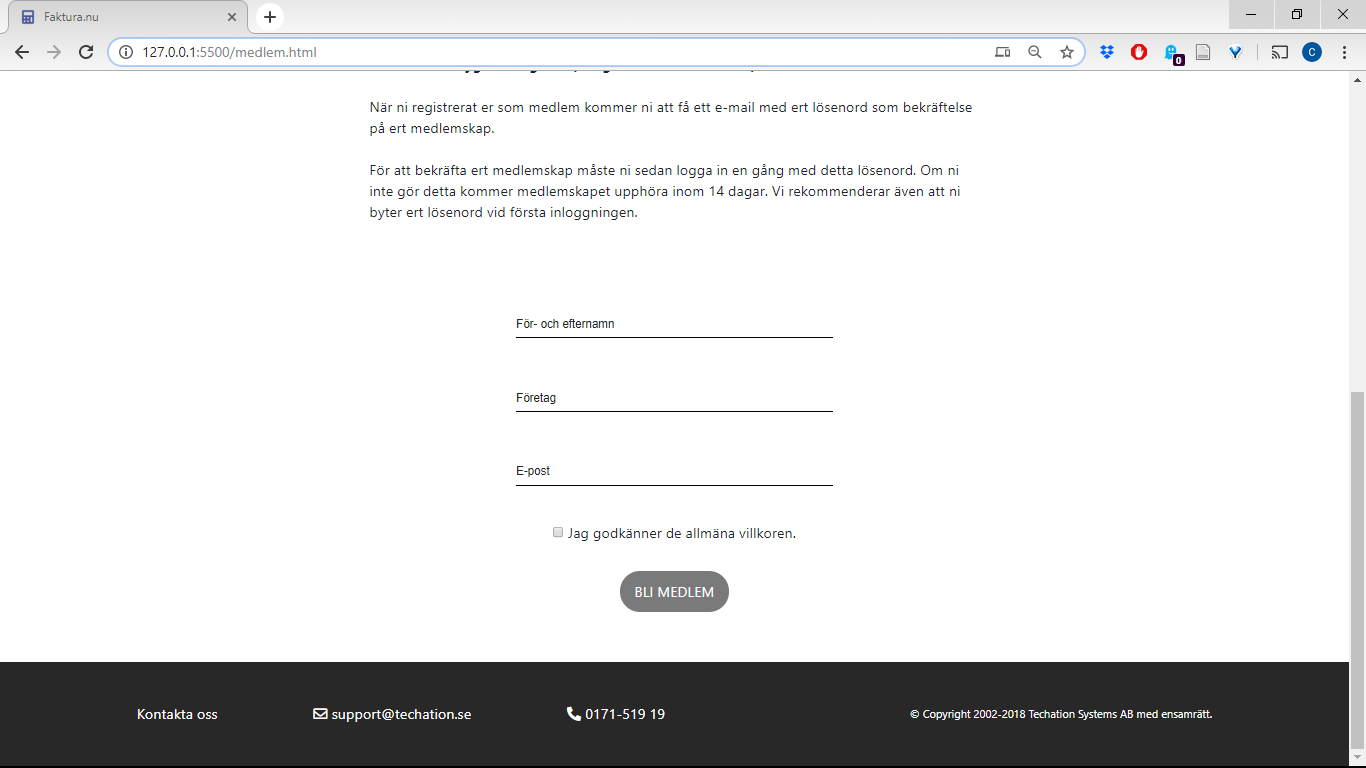 Faktura.nu
127.0.0.1:5500/medlem.html
0
C
När ni registrerat er som medlem kommer ni att få ett e-mail med ert lösenord som bekräftelse
på ert medlemskap.
För att bekräfta ert medlemskap måste ni sedan logga in en gång med detta lösenord. Om ni
inte gör detta kommer medlemskapet upphöra inom 14 dagar. Vi rekommenderar även att ni
byter ert lösenord vid första inloggningen.
För- och efternamn
Företag
E-post
Jag godkänner de allmäna villkoren.
BLI MEDLEM
Kontakta oss
support@techation.se
0171-519 19
© Copyright 2002-2018 Techation Systems AB med ensamrätt.